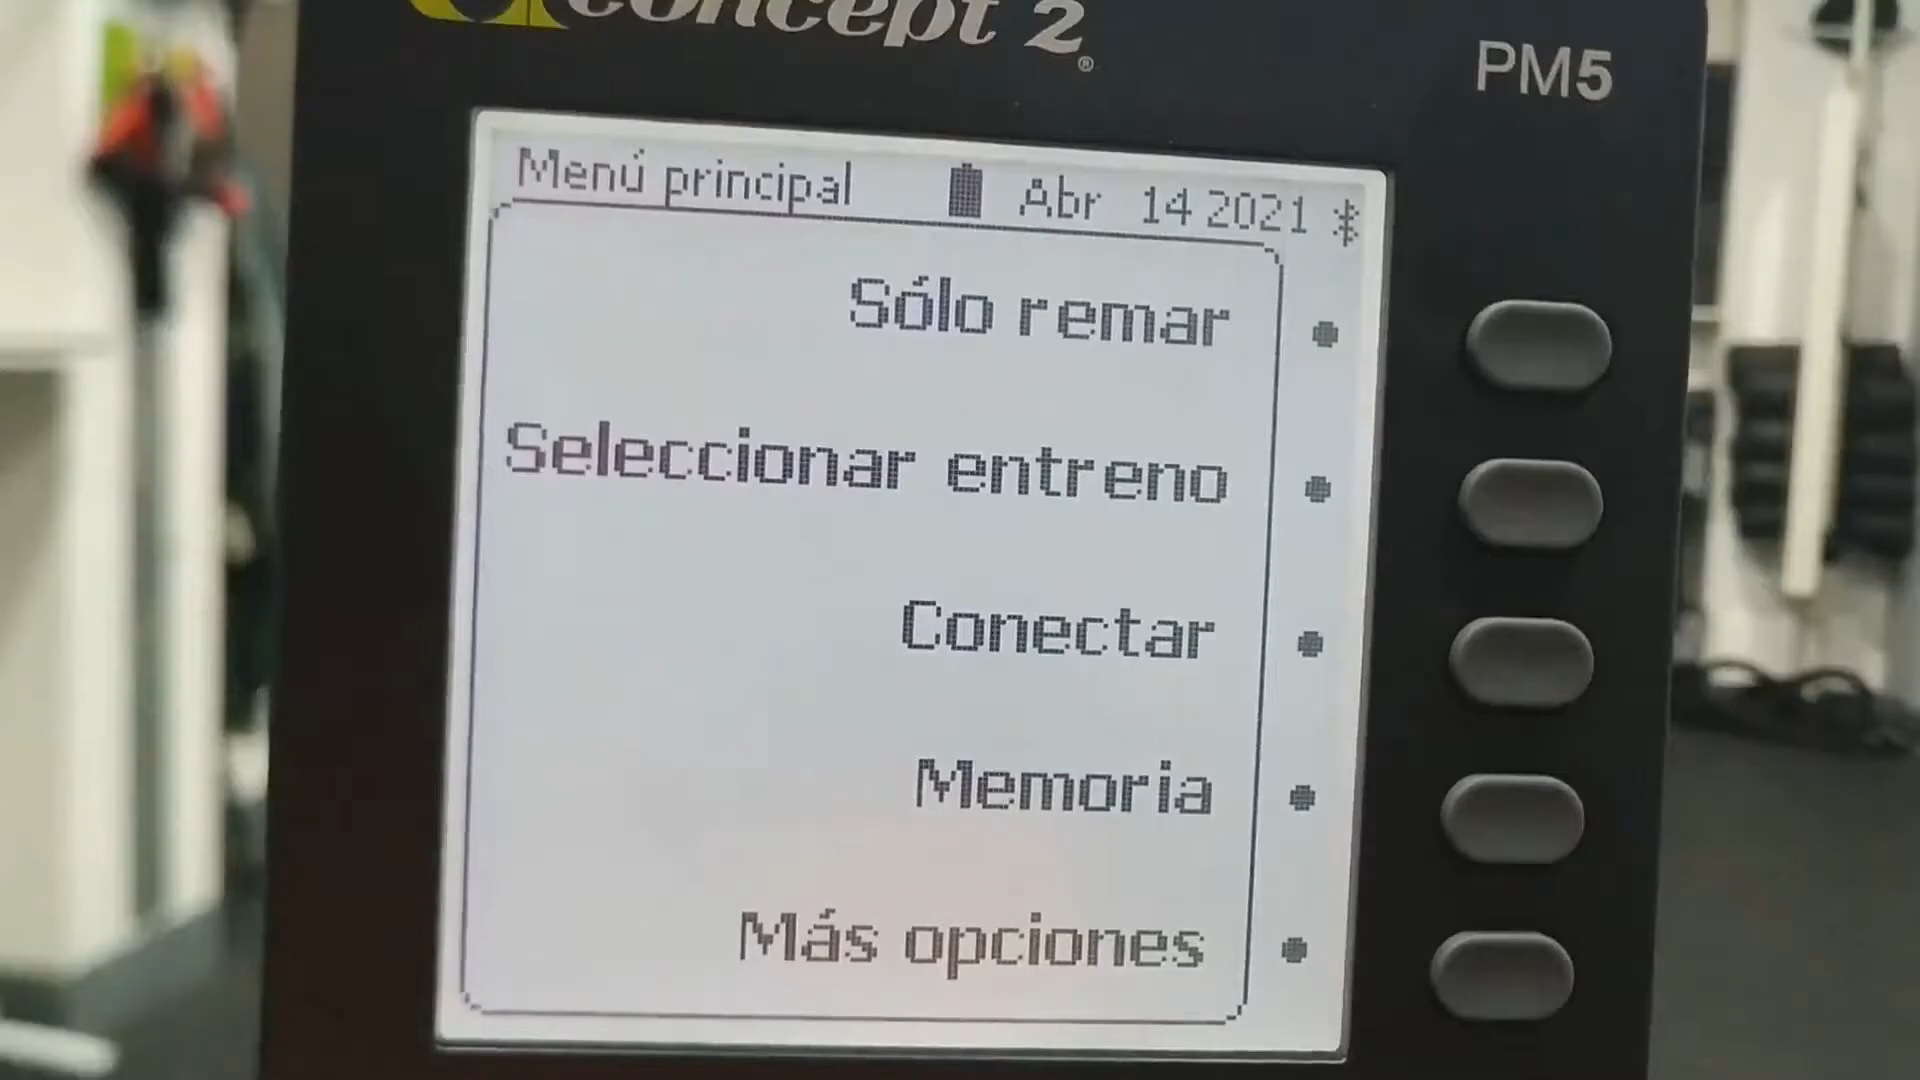 concept 2®
PM5
Menú principal Abr 14 2021
Sólo remar
Seleccionar entreno
Conectar
Memoria
Más opciones